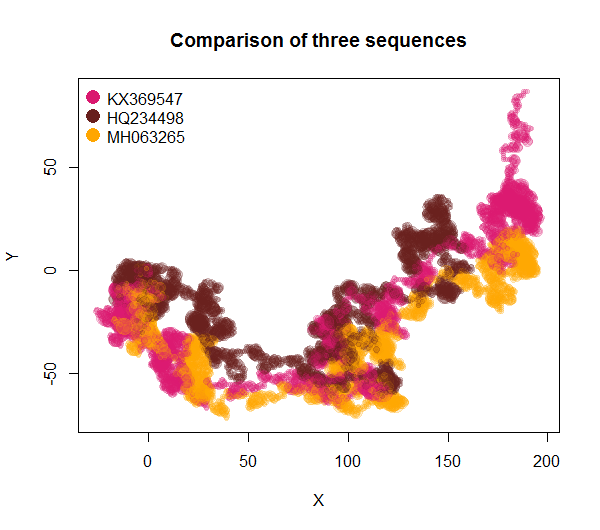 Comparison of three sequences
KX369547
HQ234498
MH063265
50
0
-50
Y
0
50
100
150
200
X